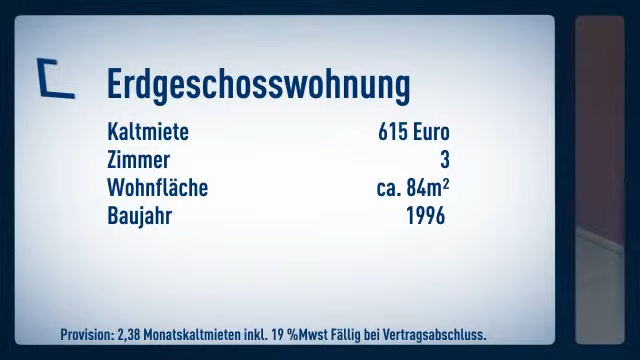 Erdgeschosswohnung
Kaltmiete 615 Euro
Zimmer 3
Wohnfläche ca. 84m²
Baujahr 1996
Provision: 2,38 Monatskaltmieten inkl. 19 %Mwst Fällig bei Vertragsabschluss.